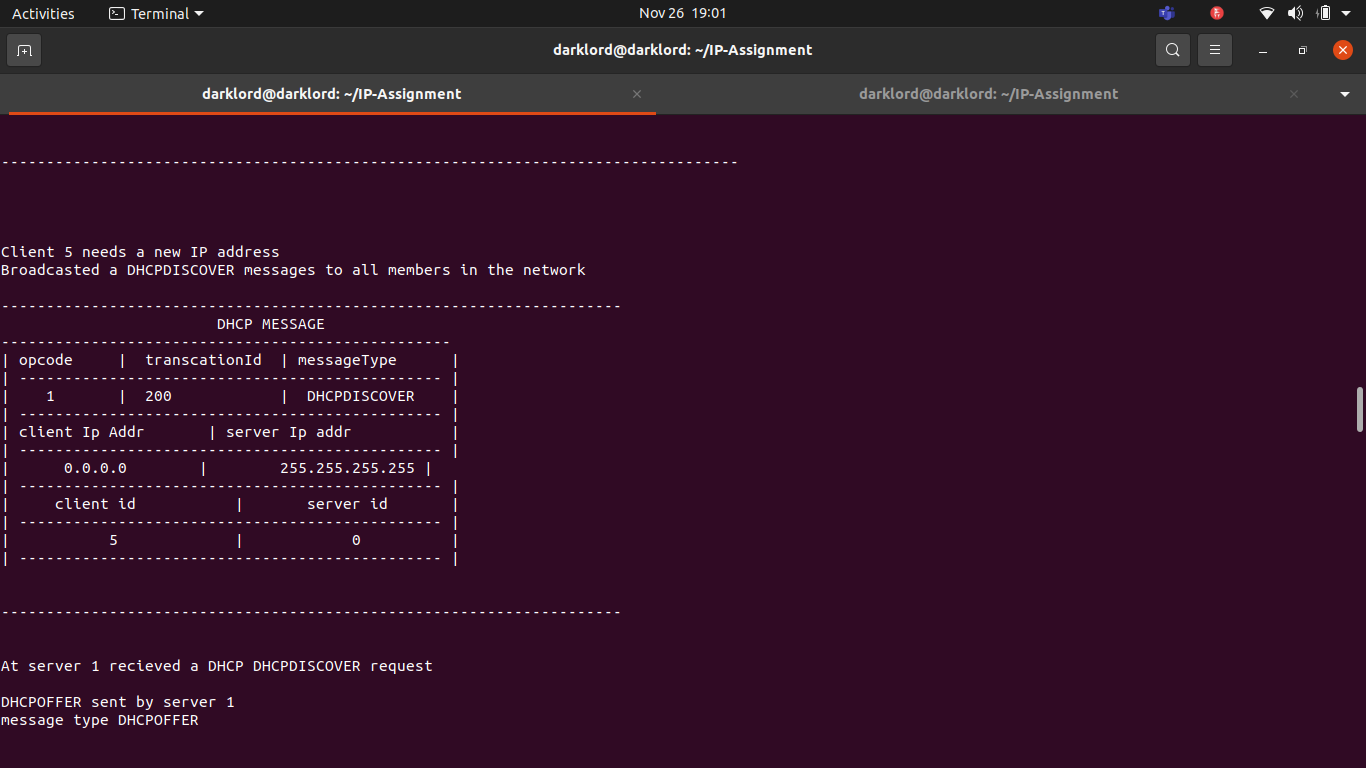 Activities Terminal Nov 26 19:01
darklord@darklord: ~/IP-Assignment
darklord@darklord: ~/IP-Assignment × darklord@darklord: ~/IP-Assignment ×
----------------------------------------------------------------------------------
Client 5 needs a new IP address
Broadcasted a DHCPDISCOVER messages to all members in the network
---------------------------------------------------------------------
DHCP MESSAGE
--------------------------------------------------
| opcode | transcationId | messageType |
| ----------------------------------------------- |
| 1 | 200 | DHCPDISCOVER |
| ----------------------------------------------- |
| client Ip Addr | server Ip addr |
| ----------------------------------------------- |
| 0.0.0.0 | 255.255.255.255 |
| ----------------------------------------------- |
| client id | server id |
| ----------------------------------------------- |
| 5 | 0 |
| ----------------------------------------------- |
---------------------------------------------------------------------
At server 1 recieved a DHCP DHCPDISCOVER request
DHCPOFFER sent by server 1
message type DHCPOFFER